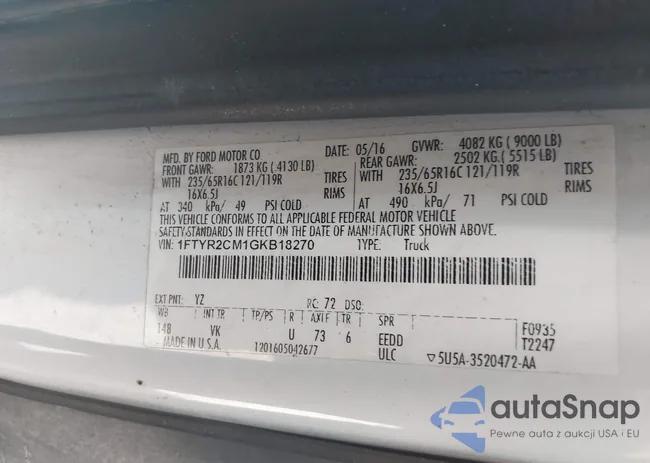 MFD. BY FORD MOTOR CO. DATE: 05/16 GVWR: 4082 KG ( 9000 LB)
FRONT GAWR: 1873 KG ( 4130 LB) REAR GAWR: 2502 KG ( 5515 LB)
WITH 235/65R16C 121/119R TIRES WITH 235/65R16C 121/119R TIRES
16X6.5J RIMS 16X6.5J RIMS
AT 340 kPa/ 49 PSI COLD AT 490 kPa/ 71 PSI COLD
THIS VEHICLE CONFORMS TO ALL APPLICABLE FEDERAL MOTOR VEHICLE
SAFETY STANDARDS IN EFFECT ON THE DATE OF MANUFACTURE SHOWN ABOVE.
VIN: 1FTYR2CM1GKB18270 TYPE: Truck
EXT PNT: YZ RC: 72 DSO:
WB INT TR TP/PS R AXLE TR SPR
148 VK U 73 6 EEDD
F0935
T2247
MADE IN U.S.A. 1201605042677 ULC ▽5U5A-3520472-AA
autaSnap
Pewne auta z aukcji USA i EU